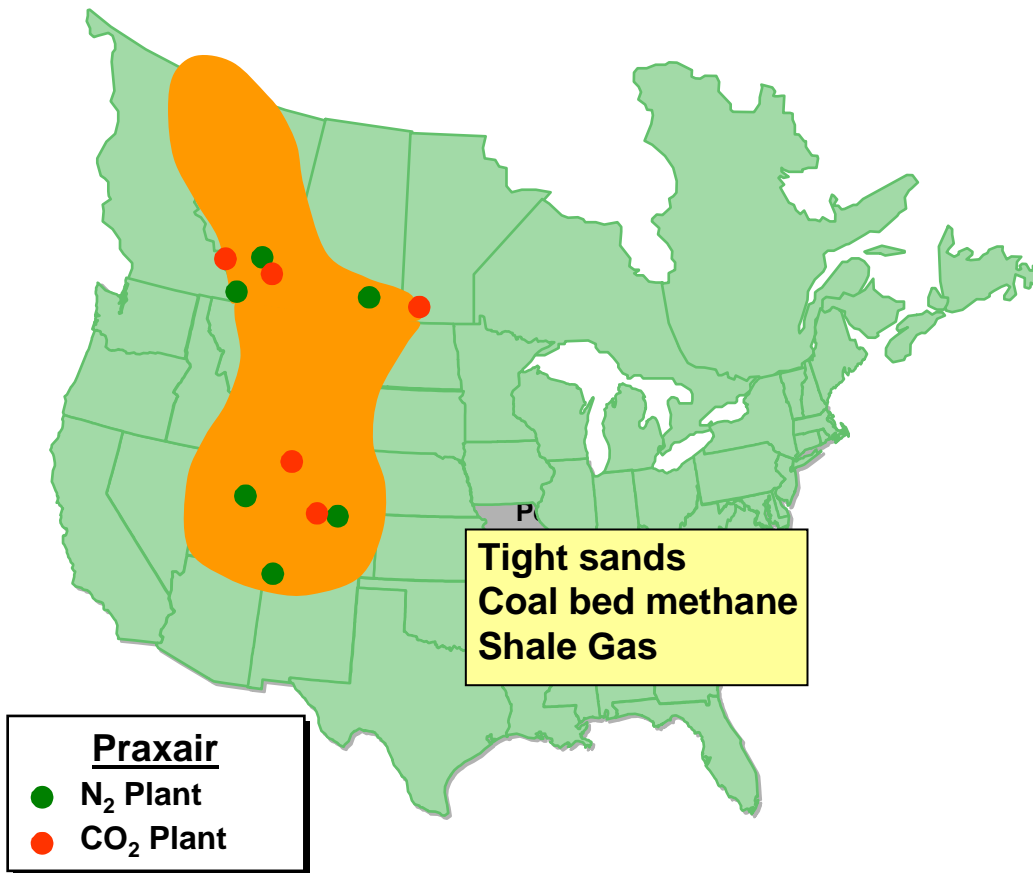 Tight sands
Coal bed methane
Shale Gas
Praxair
N₂ Plant
CO₂ Plant